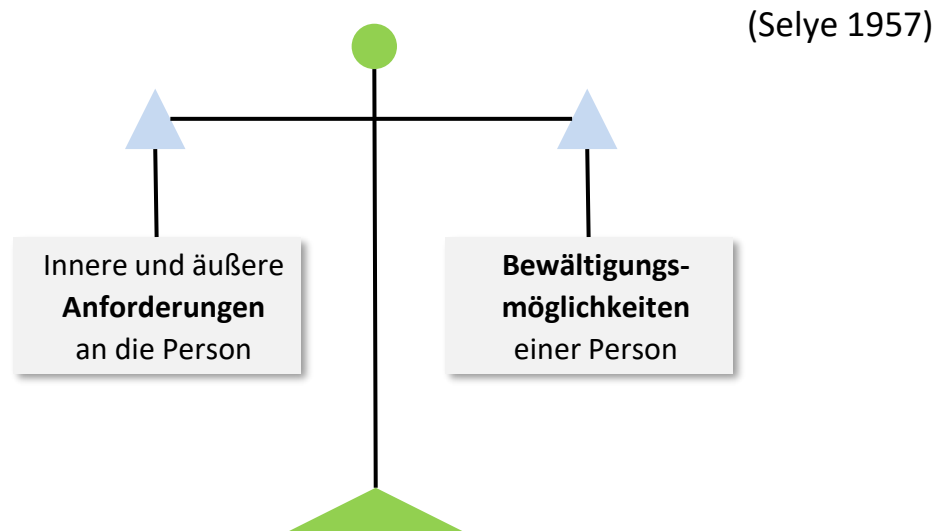 (Selye 1957)
Innere und äußere
Anforderungen
an die Person
Bewältigungs-
möglichkeiten
einer Person